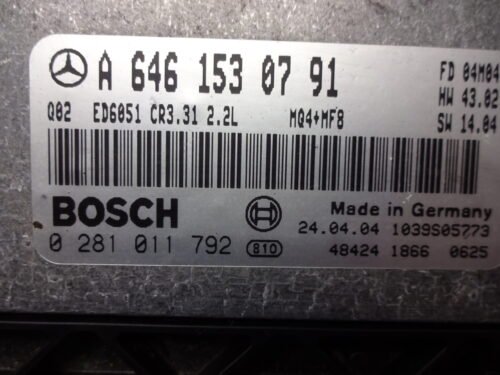 A 646 153 07 91 FD 04M04
HW 43.02
Q02 ED6051 CR3.31 2.2L MQ4+MF8 SW 14.04
BOSCH Made in Germany
24.04.04 1039S05773
0 281 011 792 810 48424 1866 0625